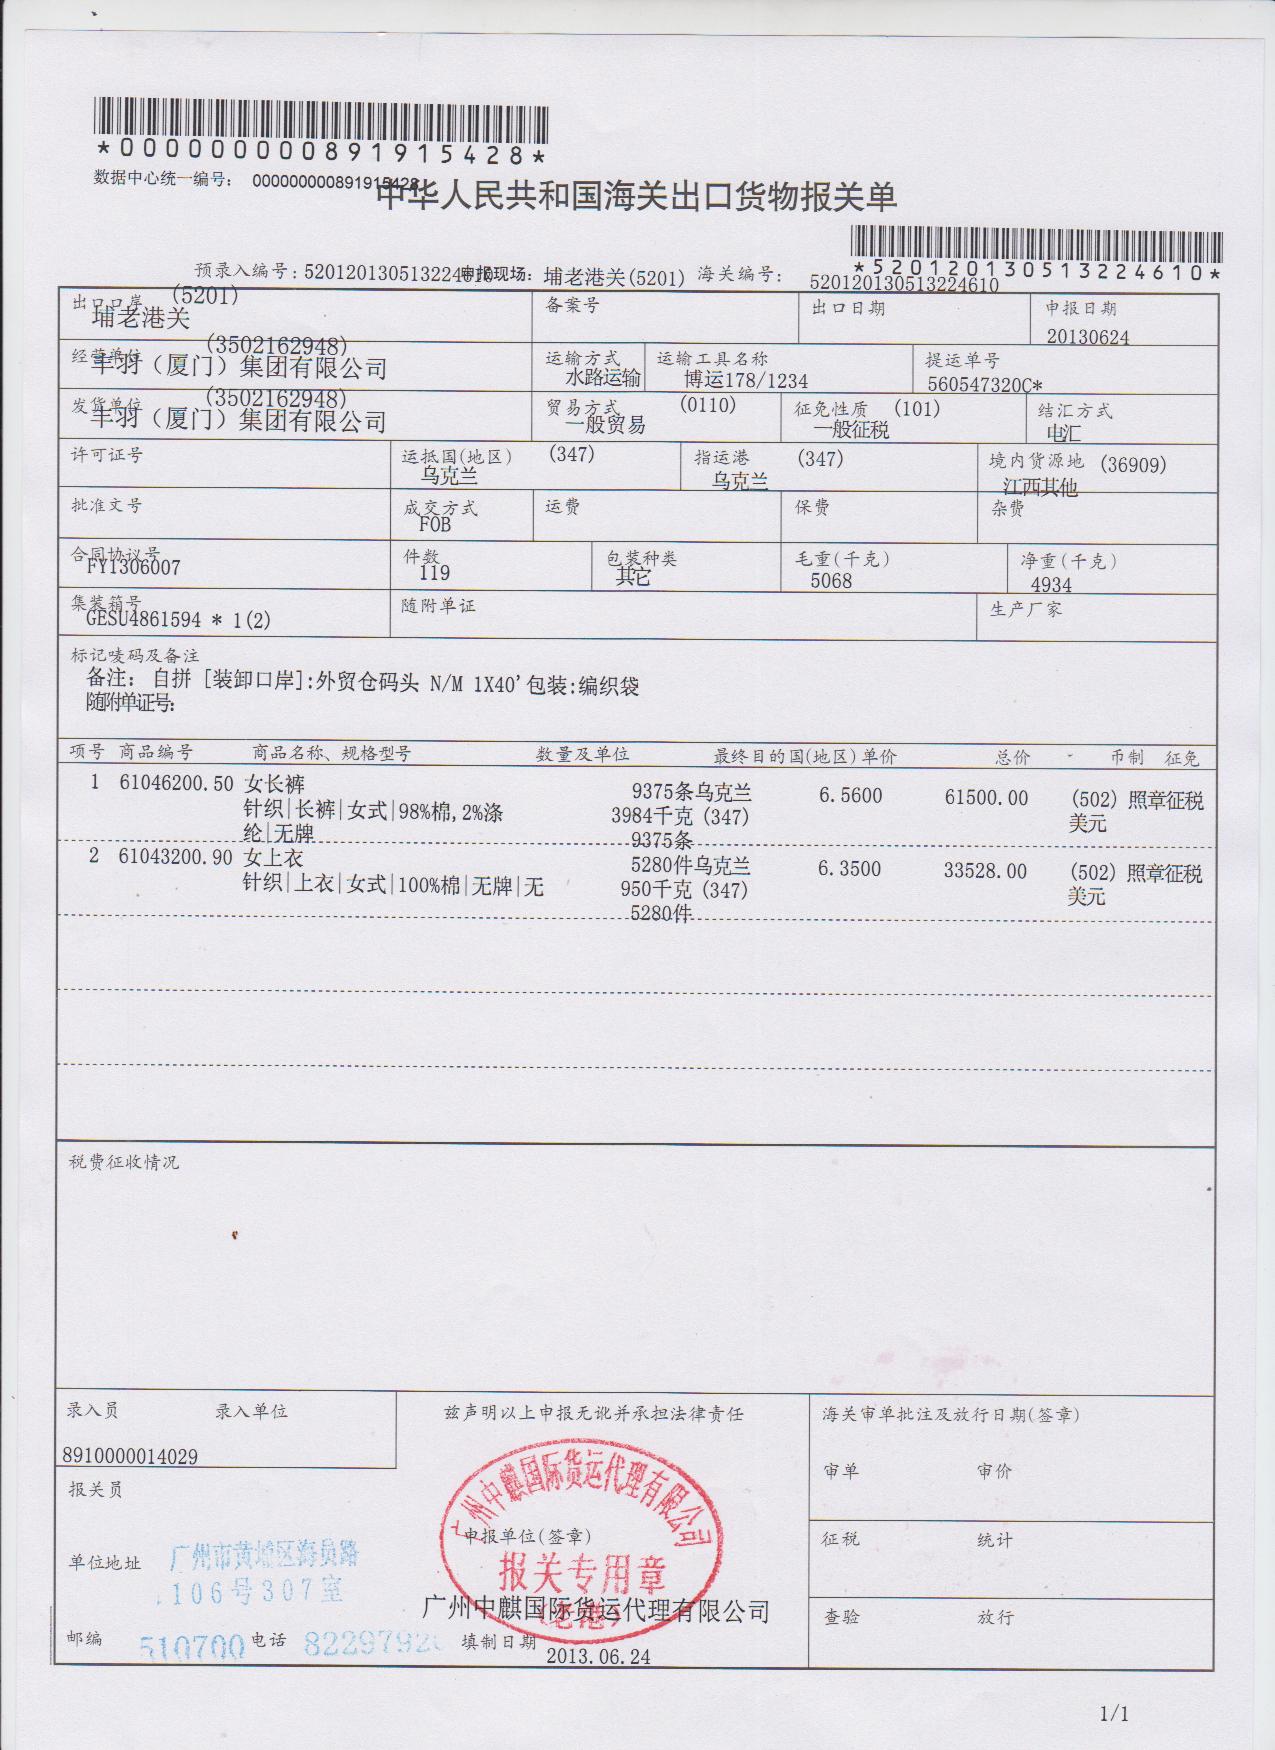 *000000000891915428*
数据中心统一编号： 000000000891915428
中华人民共和国海关出口货物报关单
*520120130513224610*
预录入编号:520120130513224610 申报现场: 埔老港关(5201) 海关编号: 520120130513224610
出口口岸 (5201) 备案号 出口日期 申报日期
埔老港关 20130624
经营单位 (3502162948) 运输方式 运输工具名称 提运单号
丰羽（厦门）集团有限公司 水路运输 博运178/1234 560547320C*
发货单位 (3502162948) 贸易方式 (0110) 征免性质 (101) 结汇方式
丰羽（厦门）集团有限公司 一般贸易 一般征税 电汇
许可证号 运抵国(地区) (347) 指运港 (347) 境内货源地 (36909)
乌克兰 乌克兰 江西其他
批准文号 成交方式 运费 保费 杂费
FOB
合同协议号 件数 包装种类 毛重(千克) 净重(千克)
FY1306007 119 其它 5068 4934
集装箱号 随附单证 生产厂家
GESU4861594 * 1(2)
标记唛码及备注
备注: 自拼 [装卸口岸]:外贸仓码头 N/M 1X40'包装:编织袋
随附单证号:
项号 商品编号 商品名称、规格型号 数量及单位 最终目的国(地区) 单价 总价 币制 征免
1 61046200.50 女长裤 9375条乌克兰 6.5600 61500.00 (502) 照章征税
针织|长裤|女式|98%棉,2%涤 3984千克 (347) 美元
纶|无牌 9375条
2 61043200.90 女上衣 5280件乌克兰 6.3500 33528.00 (502) 照章征税
针织|上衣|女式|100%棉|无牌|无 950千克 (347) 美元
5280件
税费征收情况
录入员 录入单位 兹声明以上申报无讹并承担法律责任 海关审单批注及放行日期(签章)
8910000014029
审单 审价
报关员
广州中麒国际货运代理有限公司
申报单位(签章) 征税 统计
单位地址 广州市黄埔区海员路
106号307室
报关专用章
(老港)
广州中麒国际货运代理有限公司 查验 放行
邮编 510700 电话 8229792 填制日期 2013.06.24
1/1